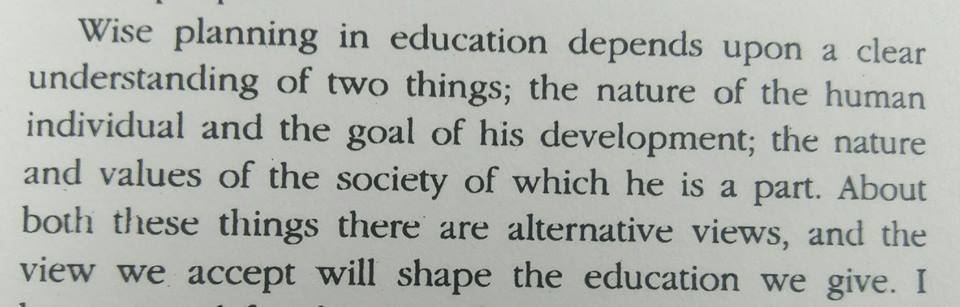 Wise planning in education depends upon a clear
understanding of two things; the nature of the human
individual and the goal of his development; the nature
and values of the society of which he is a part. About
both these things there are alternative views, and the
view we accept will shape the education we give. I